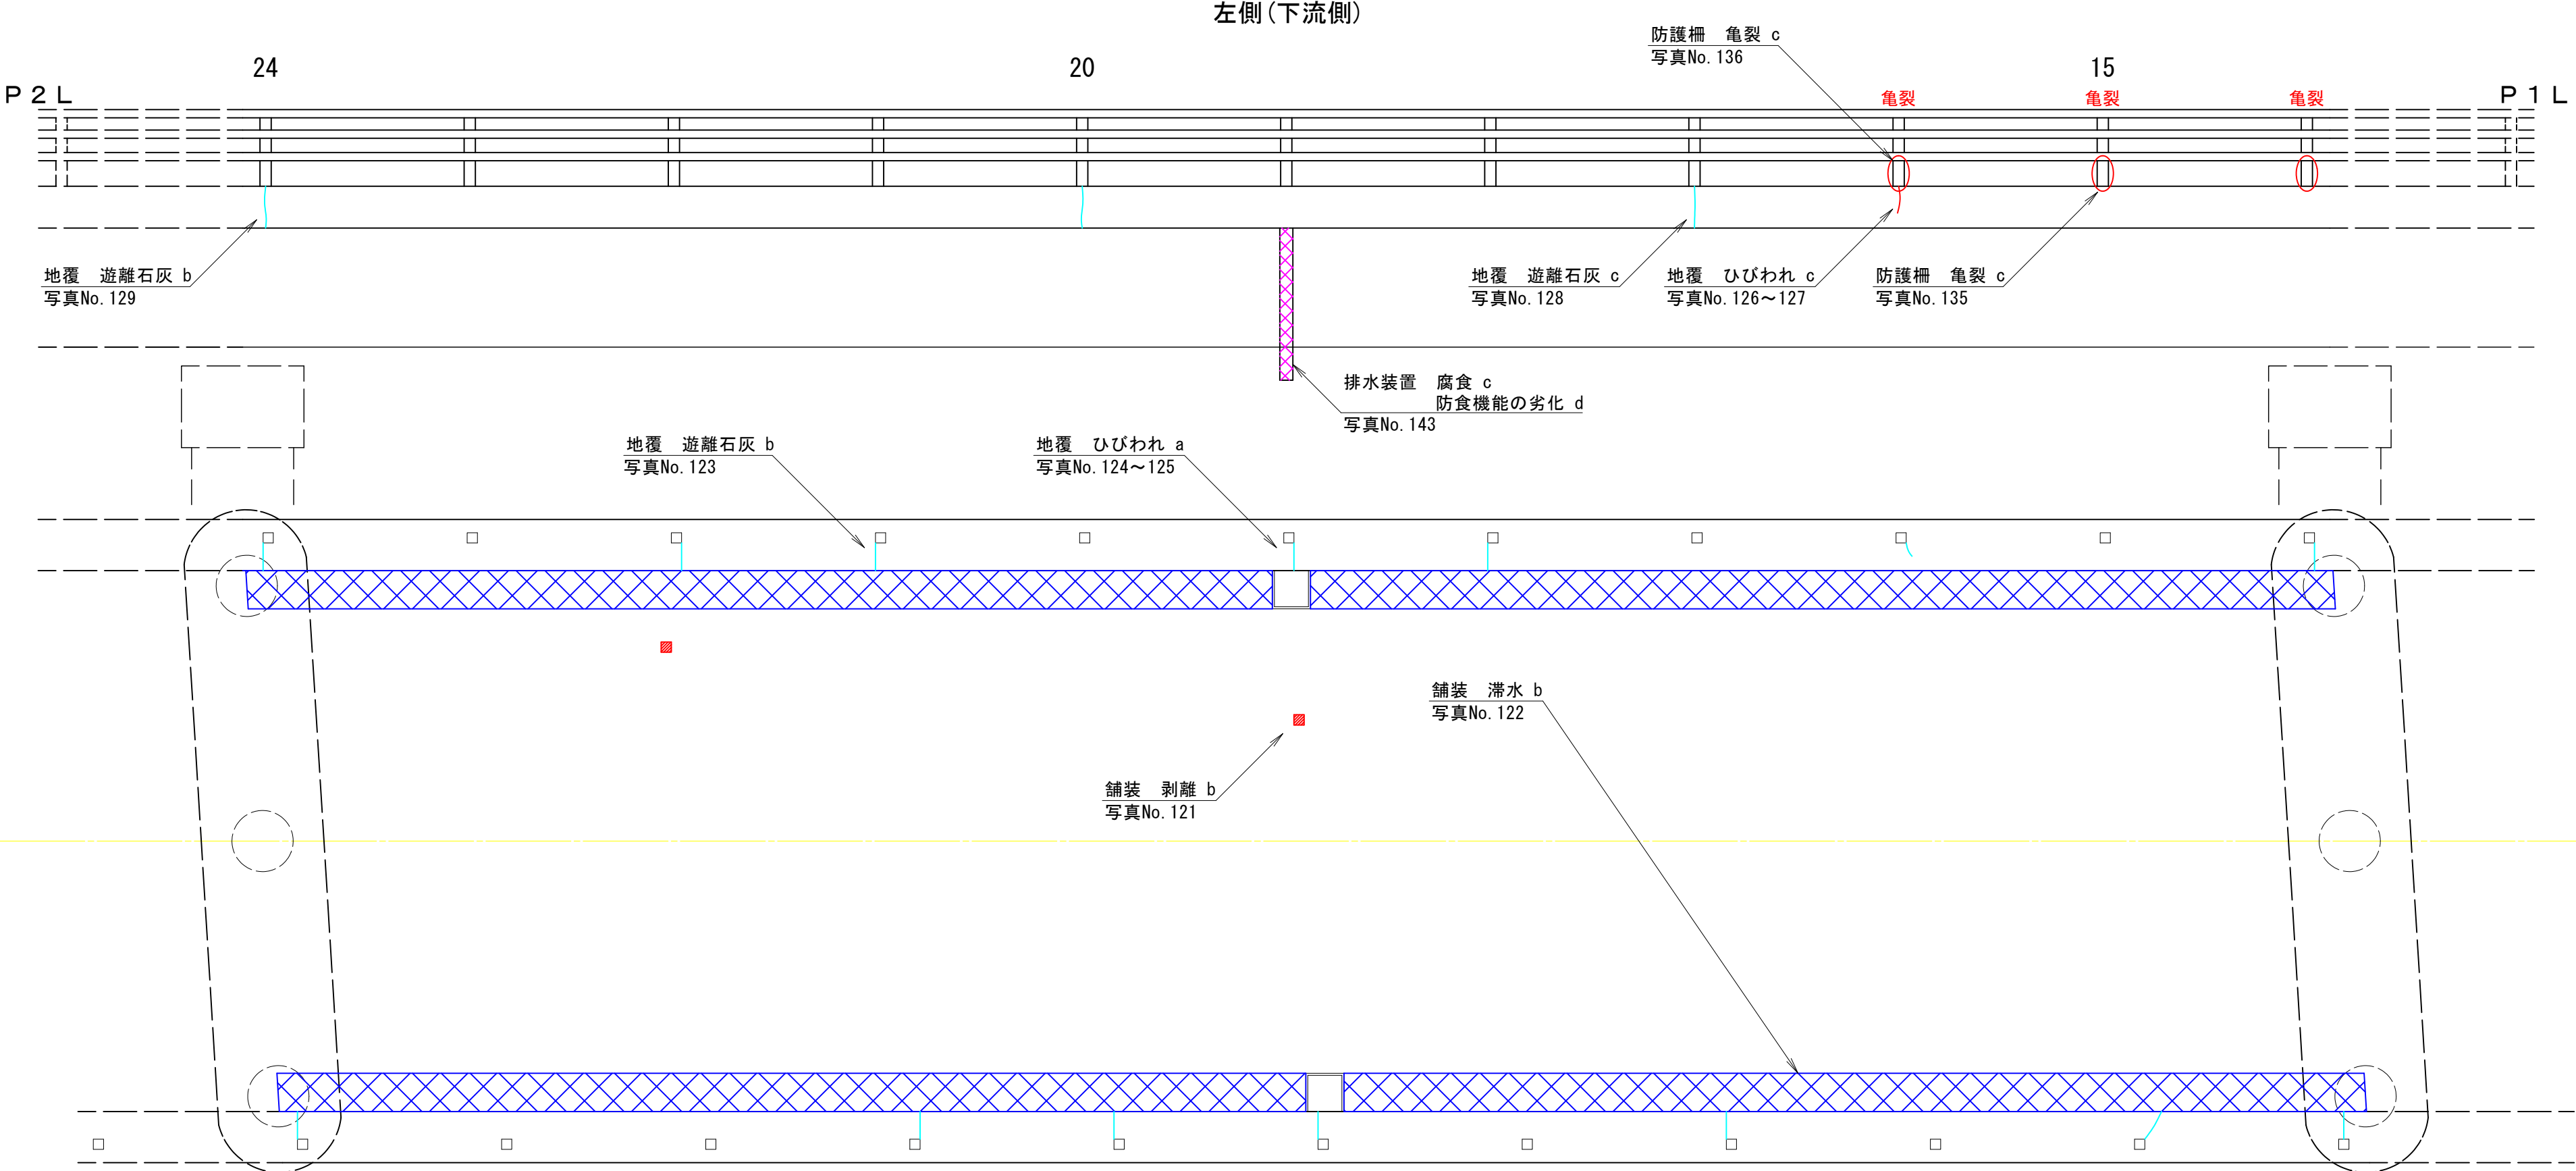 左側(下流側)
防護柵　亀裂 c
写真No.136
24
20
15
P2L
亀裂
亀裂
亀裂
P1L
地覆　遊離石灰 b
写真No.129
地覆　遊離石灰 c
写真No.128
地覆　ひびわれ c
写真No.126～127
防護柵　亀裂 c
写真No.135
排水装置　腐食 c
防食機能の劣化 d
写真No.143
地覆　遊離石灰 b
写真No.123
地覆　ひびわれ a
写真No.124～125
舗装　滞水 b
写真No.122
舗装　剥離 b
写真No.121